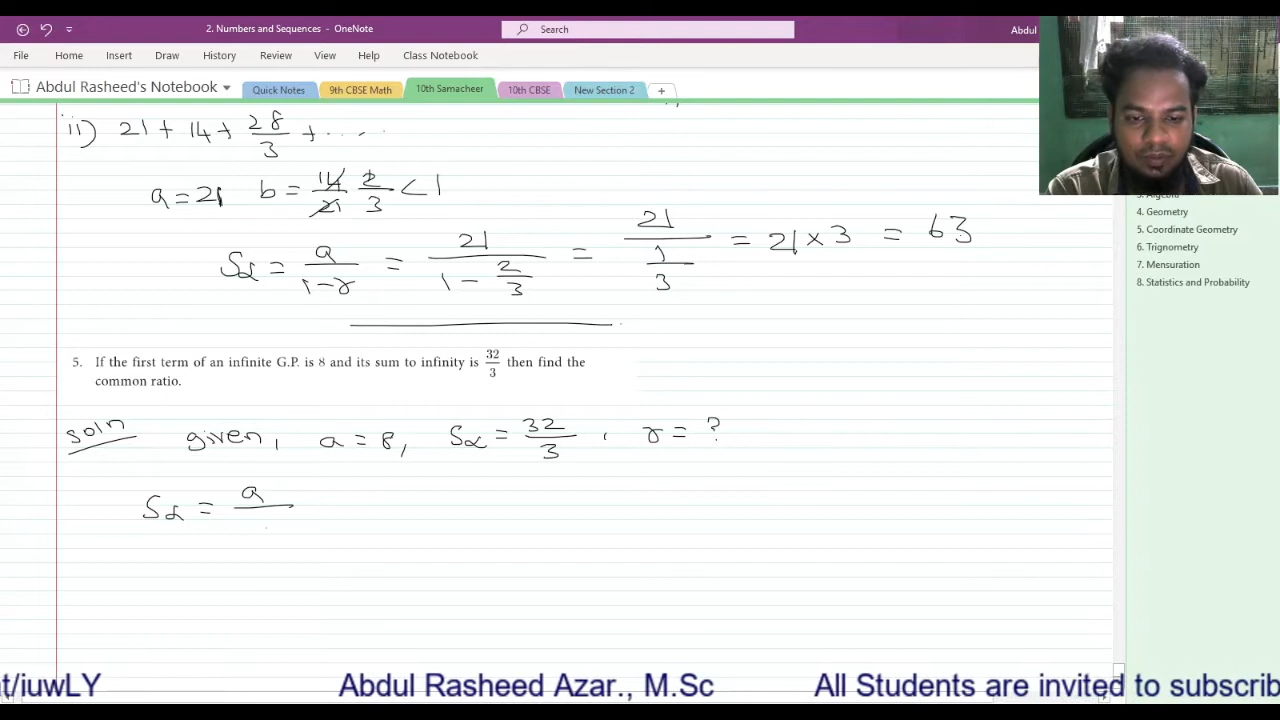 2. Numbers and Sequences - OneNote
Search
Abdul
File Home Insert Draw History Review View Help Class Notebook
Abdul Rasheed's Notebook
Quick Notes 9th CBSE Math 10th Samacheer 10th CBSE New Section 2 +
ii) 21 + 14 + 28/3 + .....
a = 21 b = 14/21 2/3 < 1
S∝ = a/(1-r) = 21/(1 - 2/3) = 21/(1/3) = 21 × 3 = 63
5. If the first term of an infinite G.P. is 8 and its sum to infinity is 32/3 then find the
common ratio.
soln given, a = 8, S∝ = 32/3 , r = ?
S∝ = a
3. Algebra
4. Geometry
5. Coordinate Geometry
6. Trignometry
7. Mensuration
8. Statistics and Probability
t/iuwLY Abdul Rasheed Azar., M.Sc All Students are invited to subscrib